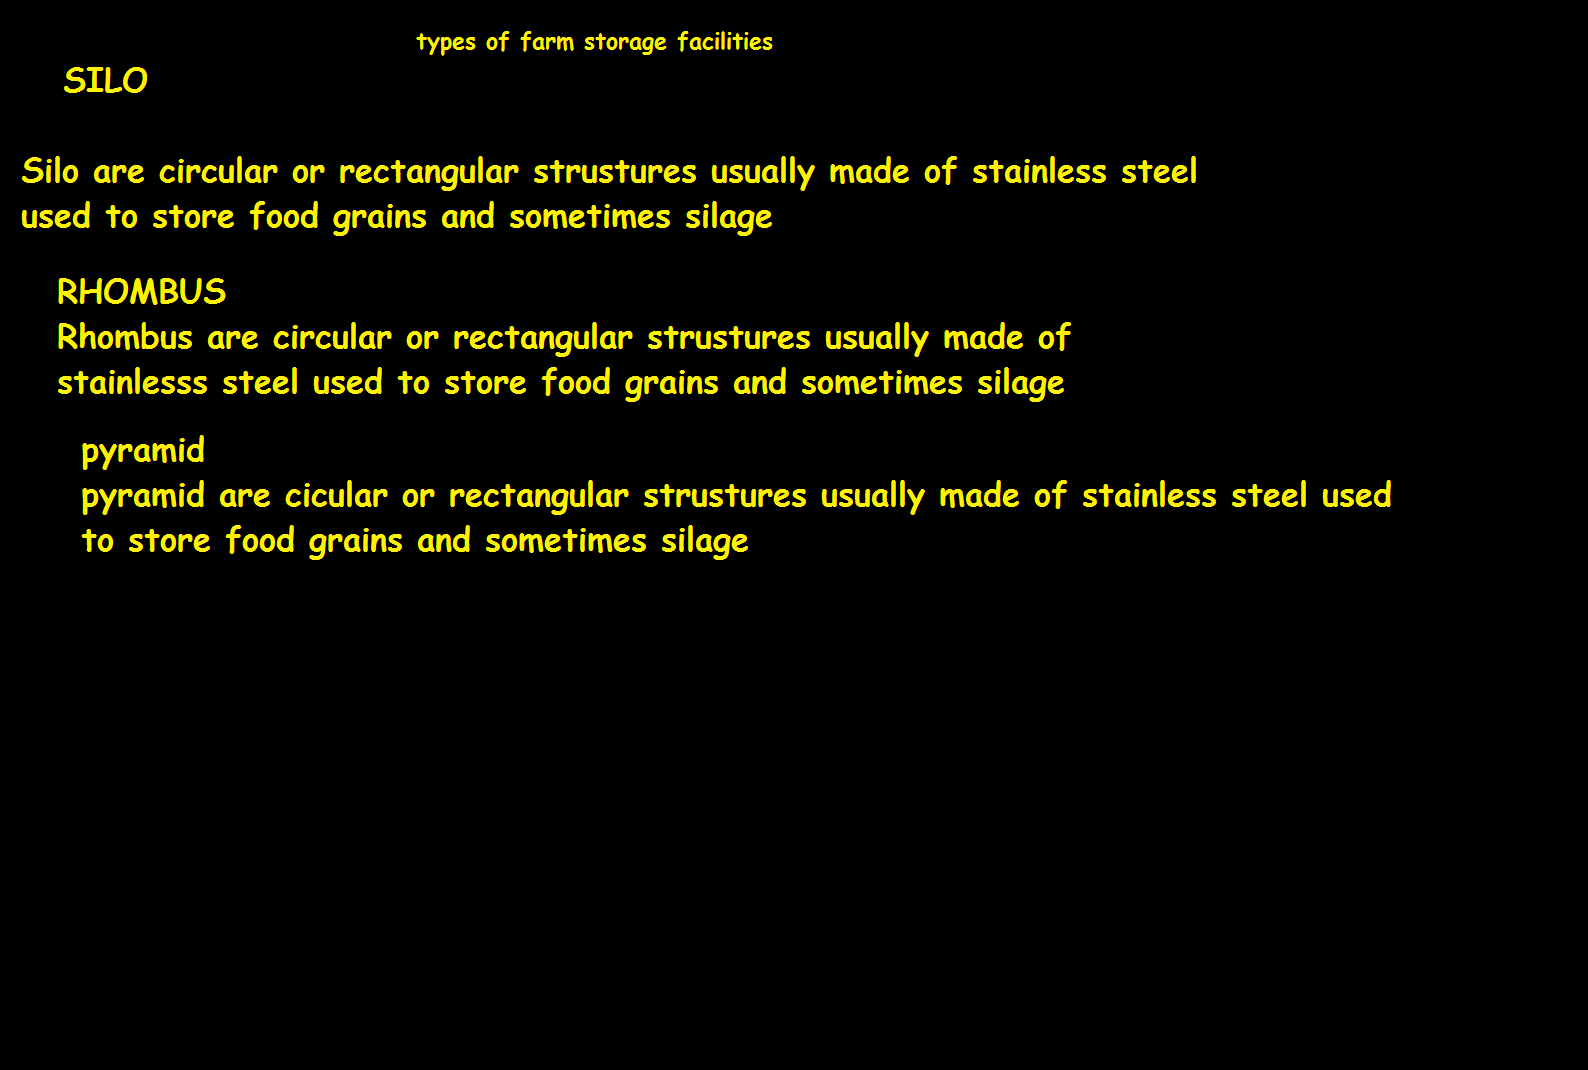 types of farm storage facilities
SILO
Silo are circular or rectangular strustures usually made of stainless steel
used to store food grains and sometimes silage
RHOMBUS
Rhombus are circular or rectangular strustures usually made of
stainlesss steel used to store food grains and sometimes silage
pyramid
pyramid are cicular or rectangular strustures usually made of stainless steel used
to store food grains and sometimes silage